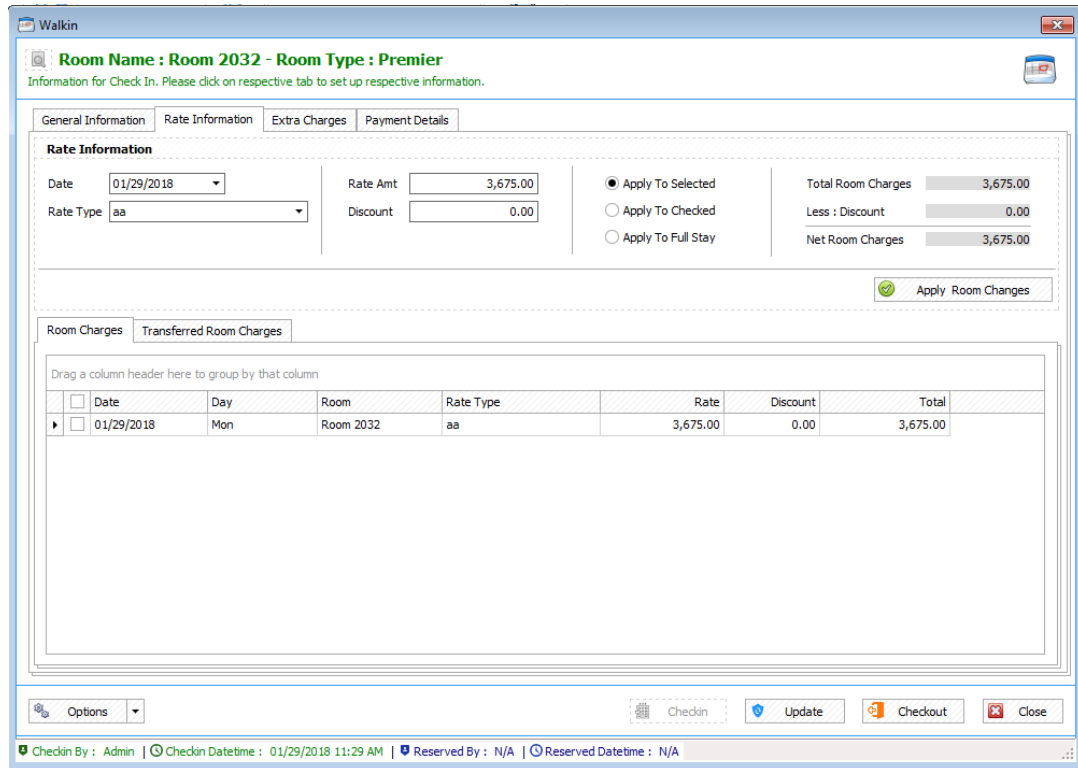 Walkin
Room Name : Room 2032 - Room Type : Premier
Information for Check In. Please click on respective tab to set up respective information.
General Information Rate Information Extra Charges Payment Details
Rate Information
Date 01/29/2018 Rate Amt 3,675.00 Apply To Selected Total Room Charges 3,675.00
Rate Type aa Discount 0.00 Apply To Checked Less : Discount 0.00
Apply To Full Stay Net Room Charges 3,675.00
Apply Room Changes
Room Charges Transferred Room Charges
Drag a column header here to group by that column
Date Day Room Rate Type Rate Discount Total
01/29/2018 Mon Room 2032 aa 3,675.00 0.00 3,675.00
Options Checkin Update Checkout Close
Checkin By : Admin | Checkin Datetime : 01/29/2018 11:29 AM | Reserved By : N/A | Reserved Datetime : N/A